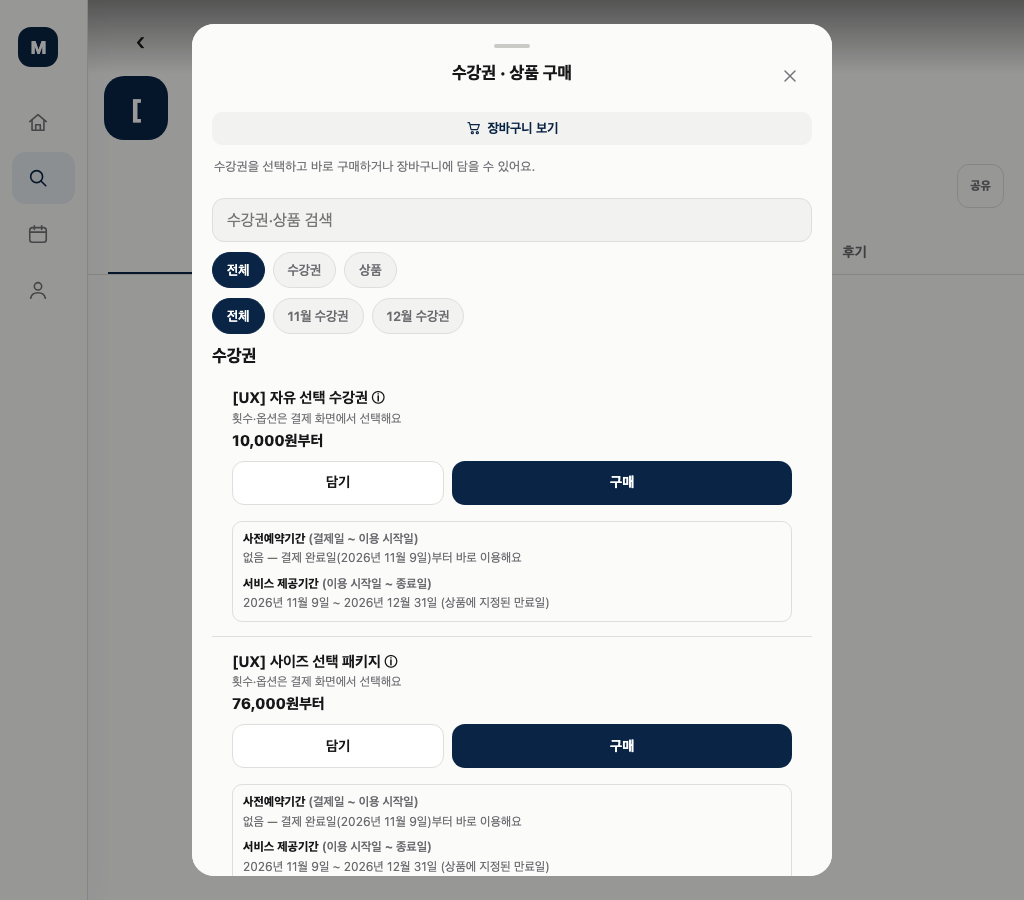 M
[
수강권 · 상품 구매
장바구니 보기
수강권을 선택하고 바로 구매하거나 장바구니에 담을 수 있어요.
공유
수강권·상품 검색
후기
전체 수강권 상품
전체 11월 수강권 12월 수강권
수강권
[UX] 자유 선택 수강권 ⓘ
횟수·옵션은 결제 화면에서 선택해요
10,000원부터
담기 구매
사전예약기간 (결제일 ~ 이용 시작일)
없음 — 결제 완료일(2026년 11월 9일)부터 바로 이용해요
서비스 제공기간 (이용 시작일 ~ 종료일)
2026년 11월 9일 ~ 2026년 12월 31일 (상품에 지정된 만료일)
[UX] 사이즈 선택 패키지 ⓘ
횟수·옵션은 결제 화면에서 선택해요
76,000원부터
담기 구매
사전예약기간 (결제일 ~ 이용 시작일)
없음 — 결제 완료일(2026년 11월 9일)부터 바로 이용해요
서비스 제공기간 (이용 시작일 ~ 종료일)
2026년 11월 9일 ~ 2026년 12월 31일 (상품에 지정된 만료일)